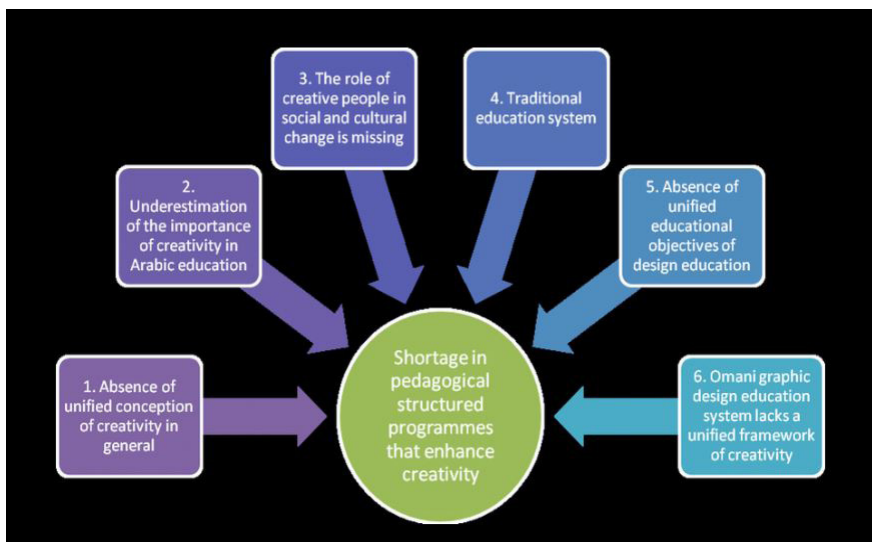 1. Absence of
unified conception
of creativity in
general
2.
Underestimation
of the importance
of creativity in
Arabic education
3. The role of
creative people in
social and cultural
change is missing
4. Traditional
education system
5. Absence of
unified
educational
objectives of
design education
6. Omani graphic
design education
system lacks a
unified framework
of creativity
Shortage in
pedagogical
structured
programmes
that enhance
creativity